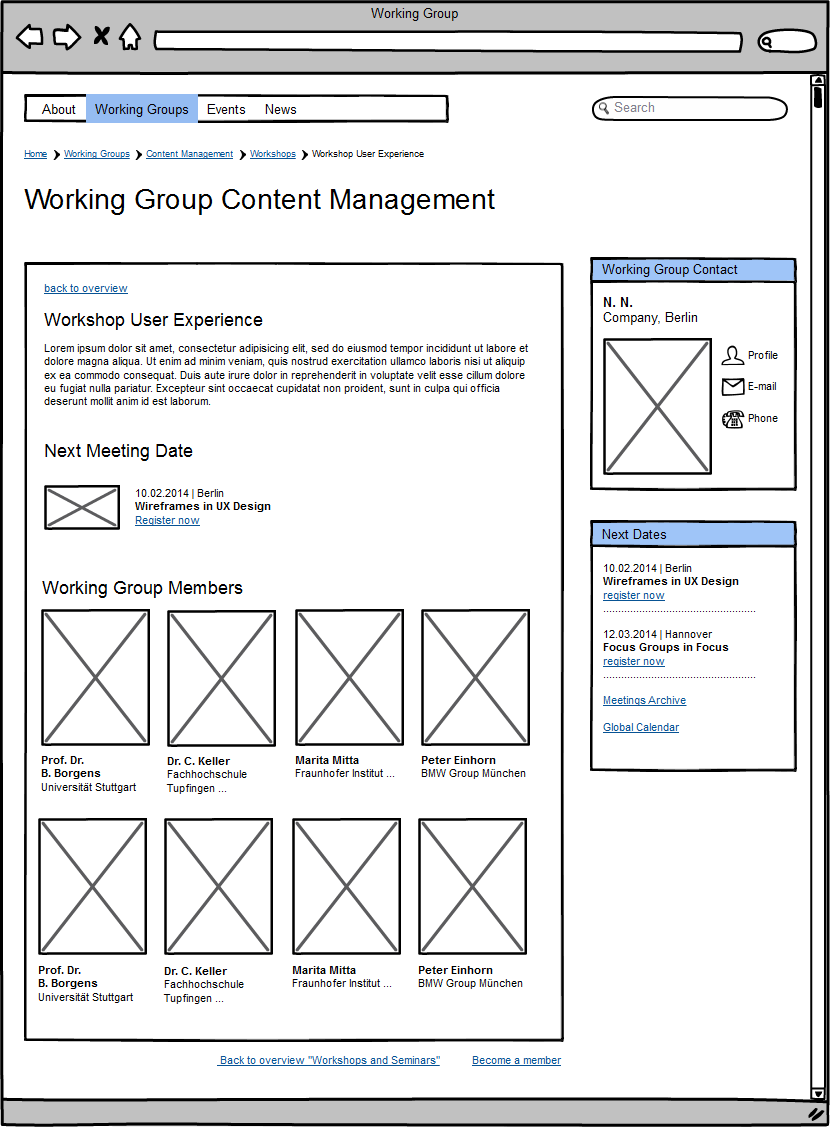 Working Group
About Working Groups Events News
Search
Home Working Groups Content Management Workshops Workshop User Experience
Working Group Content Management
back to overview
Workshop User Experience
Lorem ipsum dolor sit amet, consectetur adipisicing elit, sed do eiusmod tempor incididunt ut labore et
dolore magna aliqua. Ut enim ad minim veniam, quis nostrud exercitation ullamco laboris nisi ut aliquip
ex ea commodo consequat. Duis aute irure dolor in reprehenderit in voluptate velit esse cillum dolore
eu fugiat nulla pariatur. Excepteur sint occaecat cupidatat non proident, sunt in culpa qui officia
deserunt mollit anim id est laborum.
Next Meeting Date
10.02.2014 | Berlin
Wireframes in UX Design
Register now
Working Group Members
Prof. Dr.
B. Borgens
Universität Stuttgart
Dr. C. Keller
Fachhochschule
Tupfingen ...
Marita Mitta
Fraunhofer Institut ...
Peter Einhorn
BMW Group München
Prof. Dr.
B. Borgens
Universität Stuttgart
Dr. C. Keller
Fachhochschule
Tupfingen ...
Marita Mitta
Fraunhofer Institut ...
Peter Einhorn
BMW Group München
Back to overview "Workshops and Seminars"
Become a member
Working Group Contact
N. N.
Company, Berlin
Profile
E-mail
Phone
Next Dates
10.02.2014 | Berlin
Wireframes in UX Design
register now
12.03.2014 | Hannover
Focus Groups in Focus
register now
Meetings Archive
Global Calendar